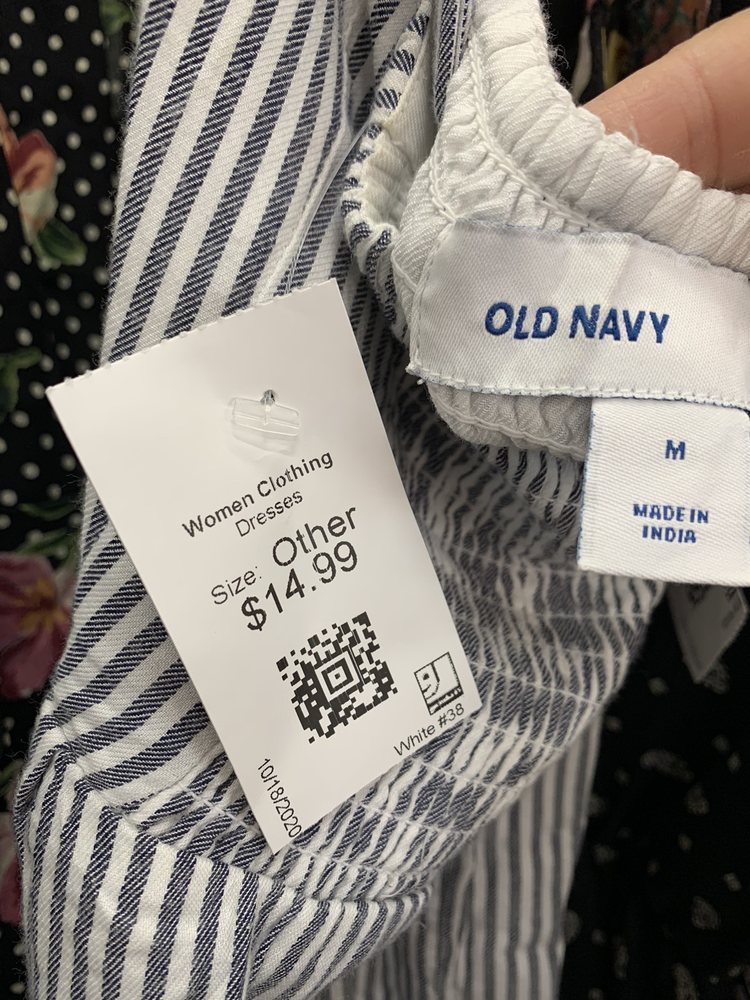 OLD NAVY
M
MADE IN
INDIA
Women Clothing
Dresses
Size: Other
$14.99
White #38
10/18/2020